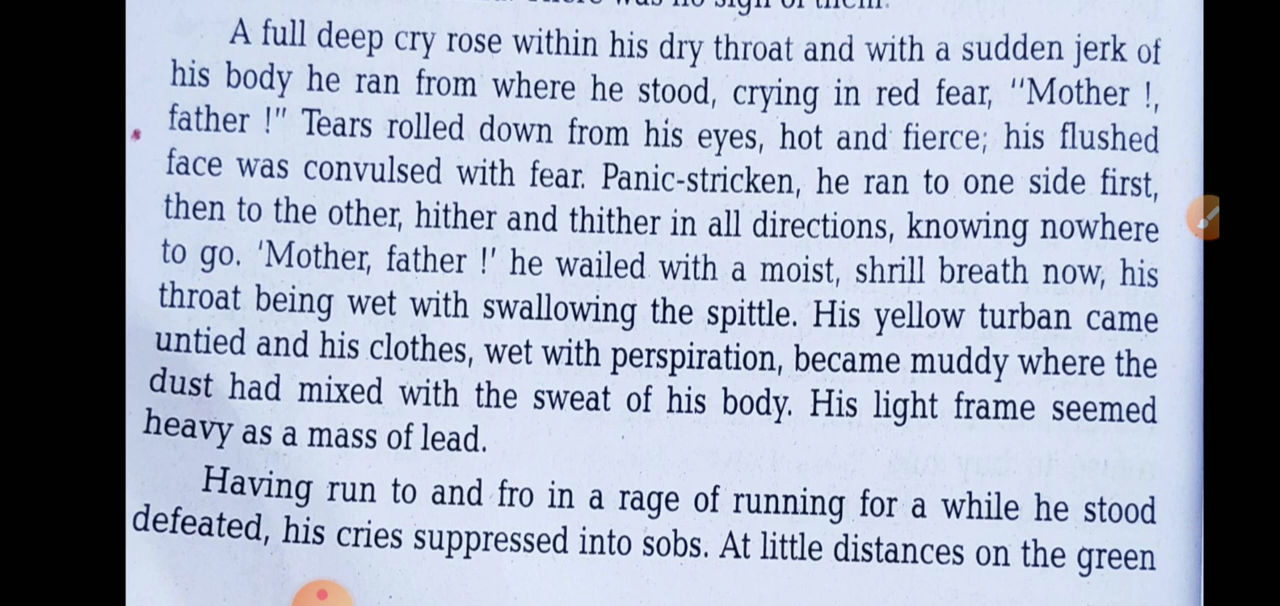 A full deep cry rose within his dry throat and with a sudden jerk of
his body he ran from where he stood, crying in red fear, "Mother !,
father !" Tears rolled down from his eyes, hot and fierce; his flushed
face was convulsed with fear. Panic-stricken, he ran to one side first,
then to the other, hither and thither in all directions, knowing nowhere
to go. 'Mother, father !' he wailed with a moist, shrill breath now, his
throat being wet with swallowing the spittle. His yellow turban came
untied and his clothes, wet with perspiration, became muddy where the
dust had mixed with the sweat of his body. His light frame seemed
heavy as a mass of lead.
Having run to and fro in a rage of running for a while he stood
defeated, his cries suppressed into sobs. At little distances on the green